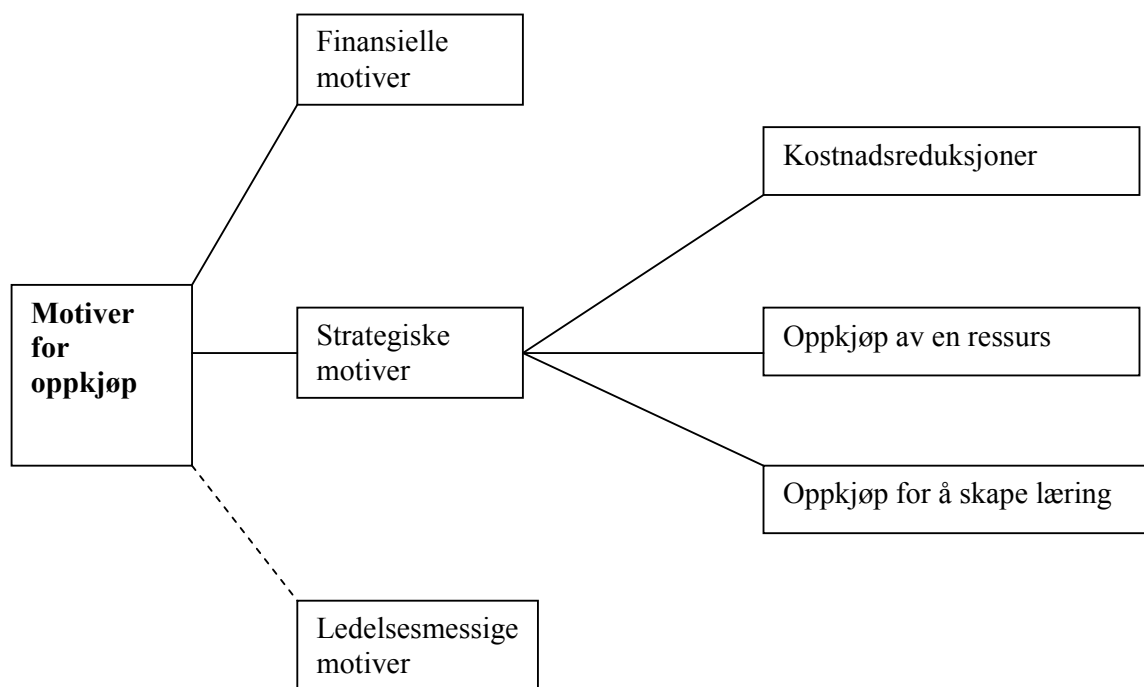 Finansielle
motiver
Kostnadsreduksjoner
Motiver
for
oppkjøp
Strategiske
motiver
Oppkjøp av en ressurs
Oppkjøp for å skape læring
Ledelsesmessige
motiver